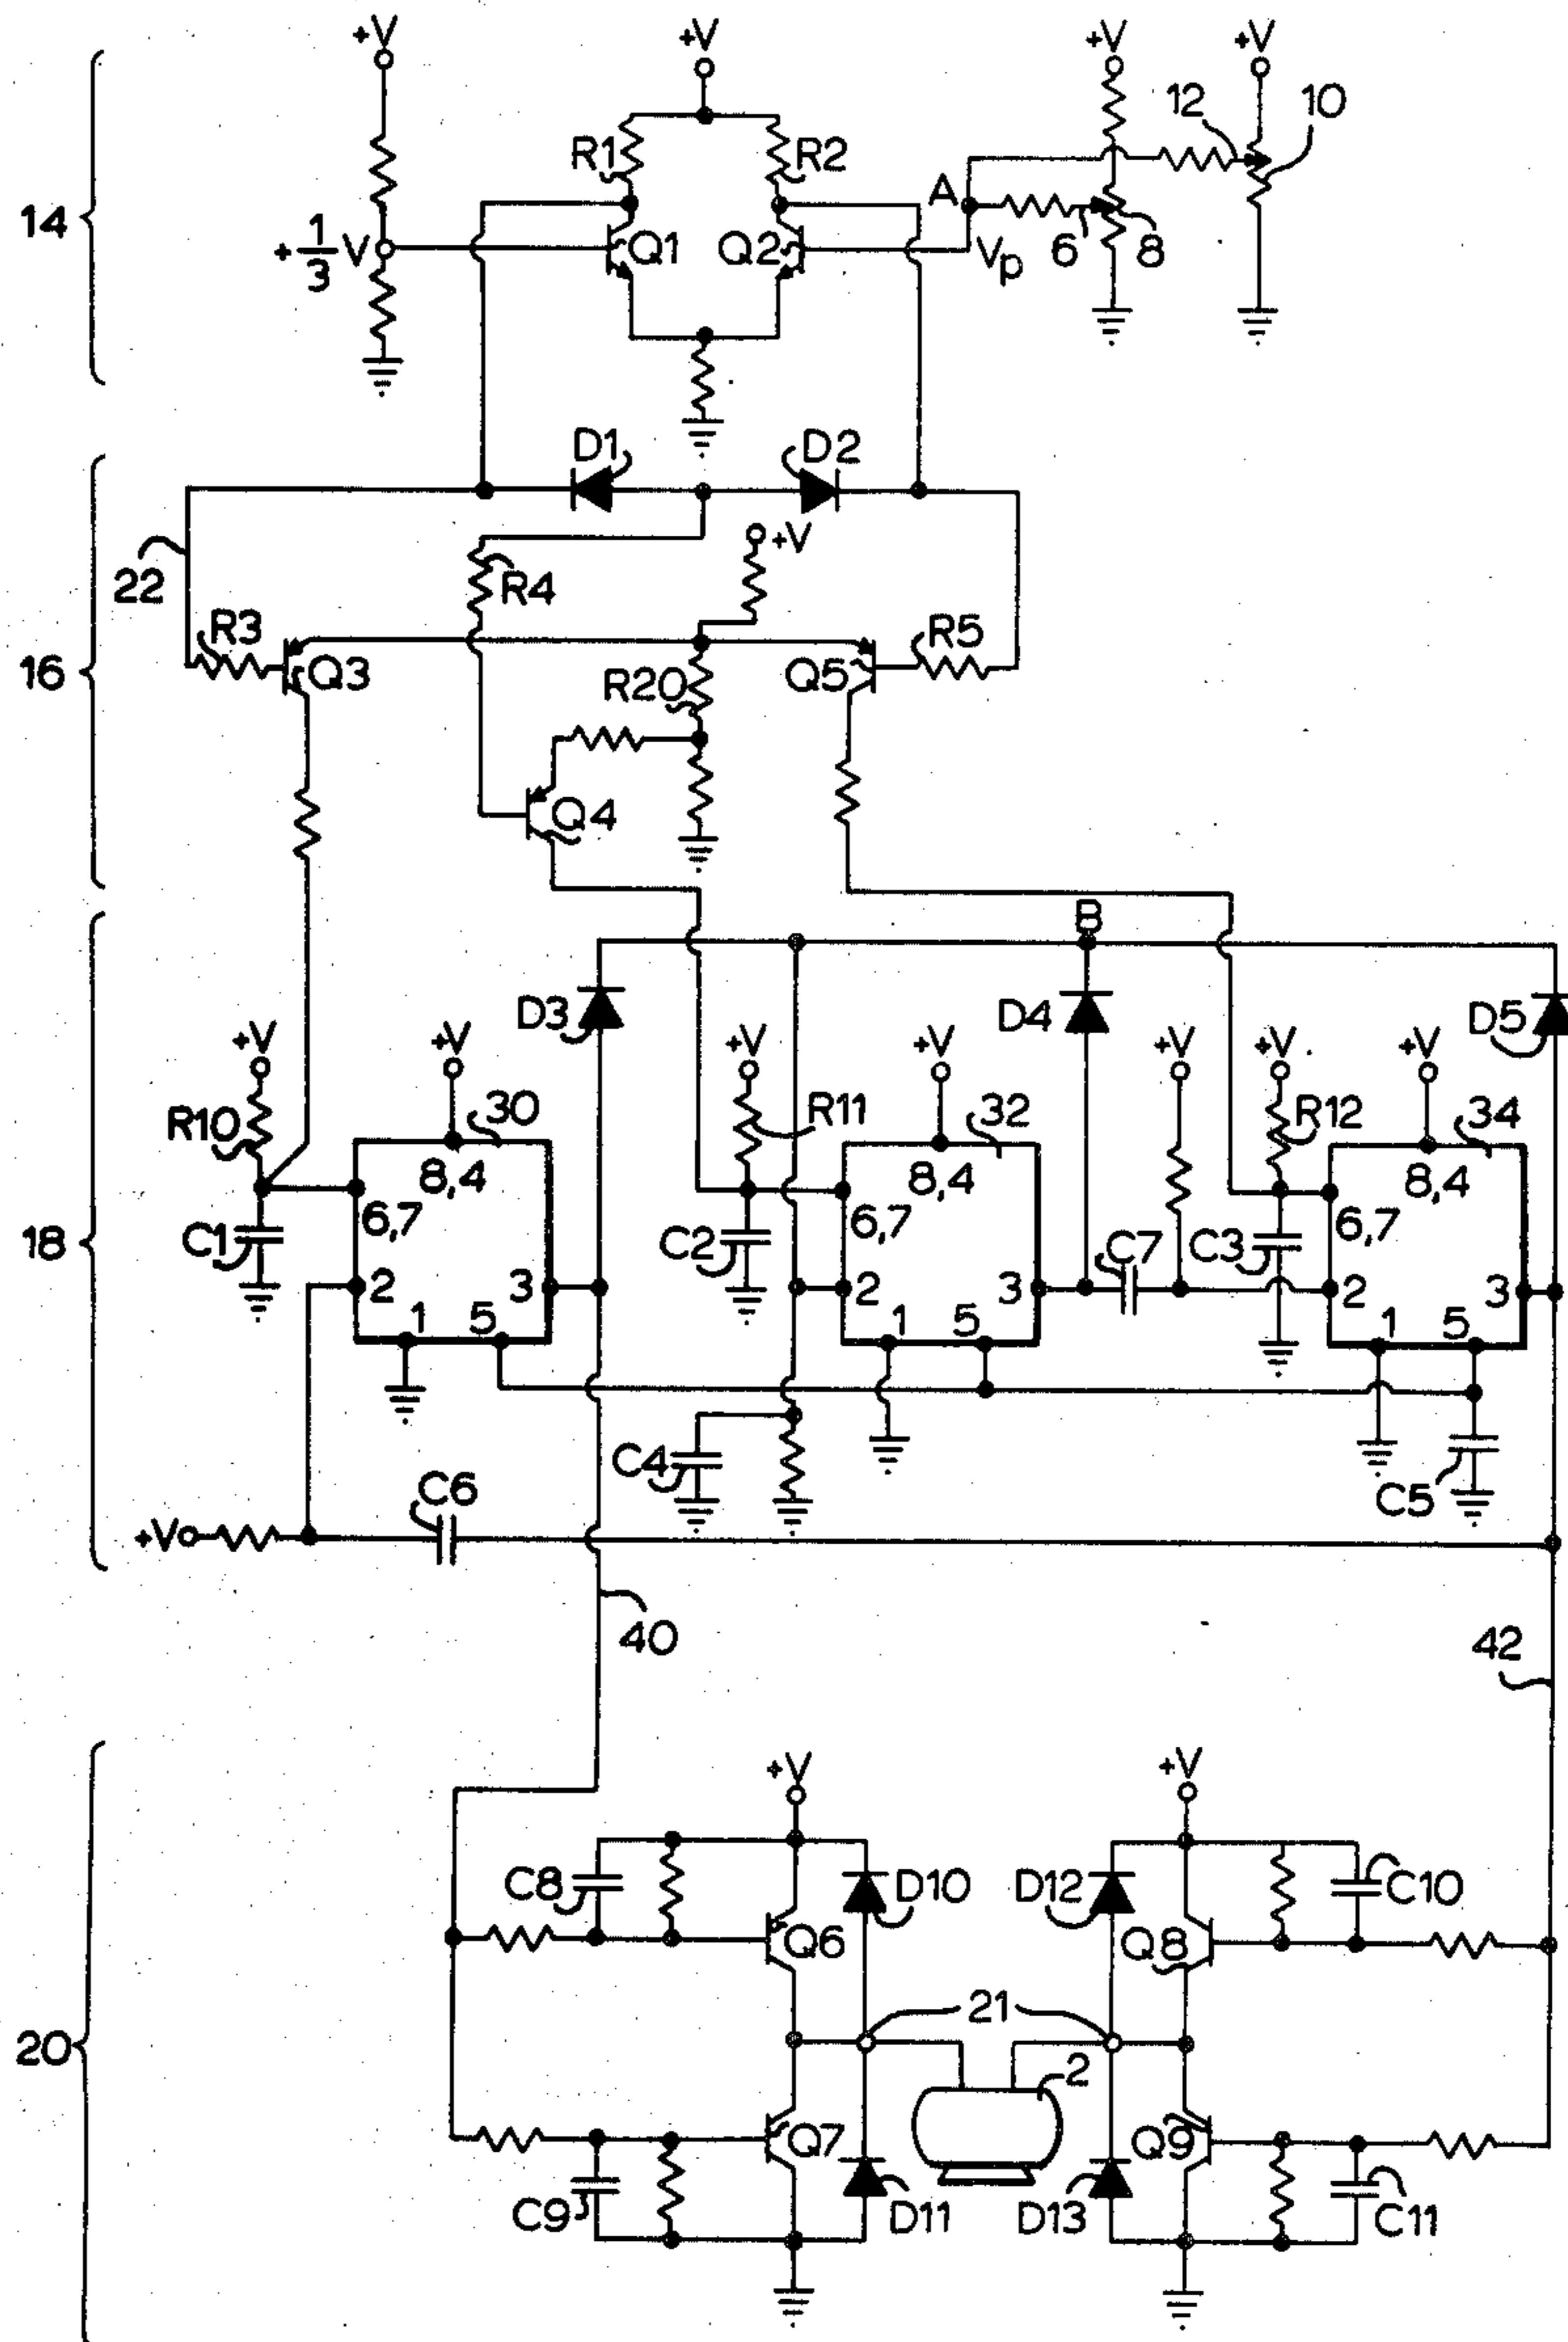 +V +V +V +V
12 10
R1 R2
14
A
+1/3 V Q1 Q2 Vp 6 8
D1 D2
+V
22 R4
R3 R5
16 Q3 R20 Q5
Q4
B
D3 D4 D5
+V +V +V +V +V +V
R10 30 R11 32 R12 34
8,4 8,4 8,4
6,7 6,7 6,7
18 C1 C2 C7 C3
2 3 2 3 2 3
1 5 1 5 1 5
C4 C5
C6
+V
40 42
+V +V
C8 D10 D12 C10
Q6 Q8
21
20 2
Q7 Q9
C9 D11 D13 C11